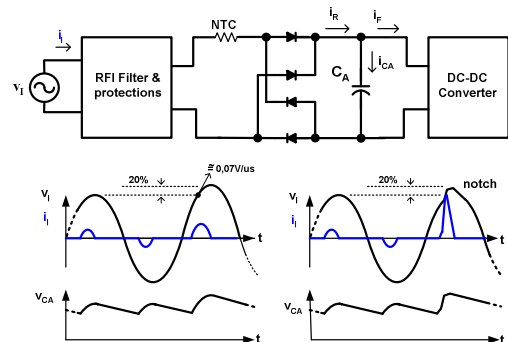 NTC
iR
iF
iI
iCA
vI
RFI Filter &
protections
CA
DC-DC
Converter
≅ 0,07V/us
20%
vI
iI
t
vCA
t
20%
notch
vI
iI
t
vCA
t